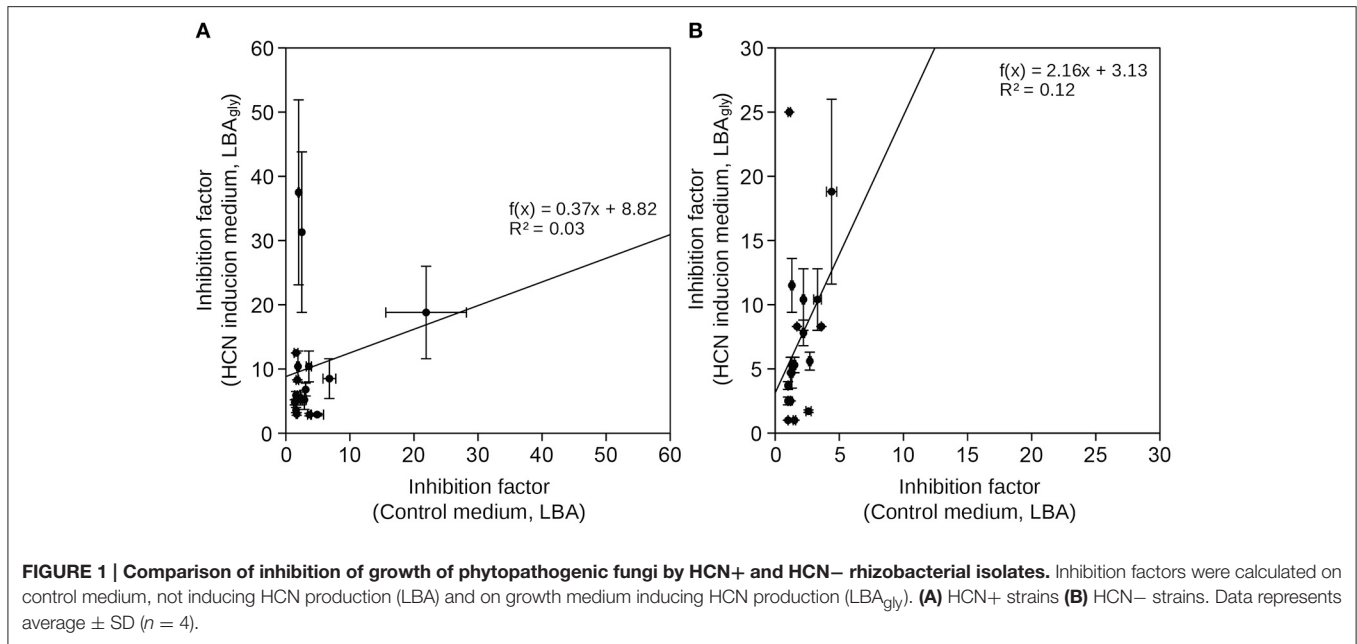 A
Inhibition factor
(HCN inducion medium, LBAgly)
60
50
40
30
20
10
0
f(x) = 0.37x + 8.82
R² = 0.03
0 10 20 30 40 50 60
Inhibition factor
(Control medium, LBA)
B
Inhibition factor
(HCN inducion medium, LBAgly)
30
25
20
15
10
5
0
f(x) = 2.16x + 3.13
R² = 0.12
0 5 10 15 20 25 30
Inhibition factor
(Control medium, LBA)
FIGURE 1 | Comparison of inhibition of growth of phytopathogenic fungi by HCN+ and HCN− rhizobacterial isolates. Inhibition factors were calculated on
control medium, not inducing HCN production (LBA) and on growth medium inducing HCN production (LBAgly). (A) HCN+ strains (B) HCN− strains. Data represents
average ± SD (n = 4).